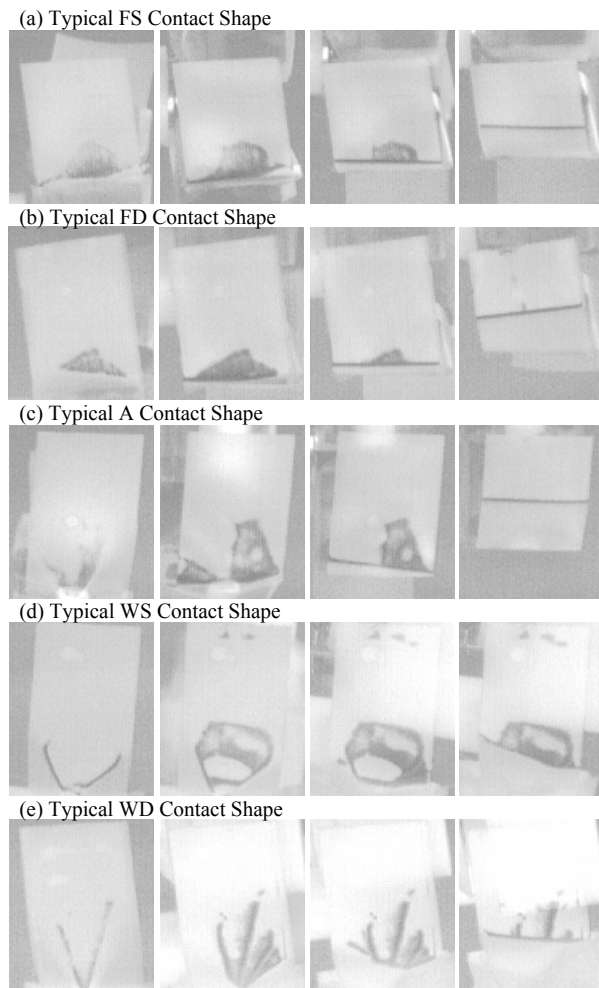 (a) Typical FS Contact Shape
(b) Typical FD Contact Shape
(c) Typical A Contact Shape
(d) Typical WS Contact Shape
(e) Typical WD Contact Shape